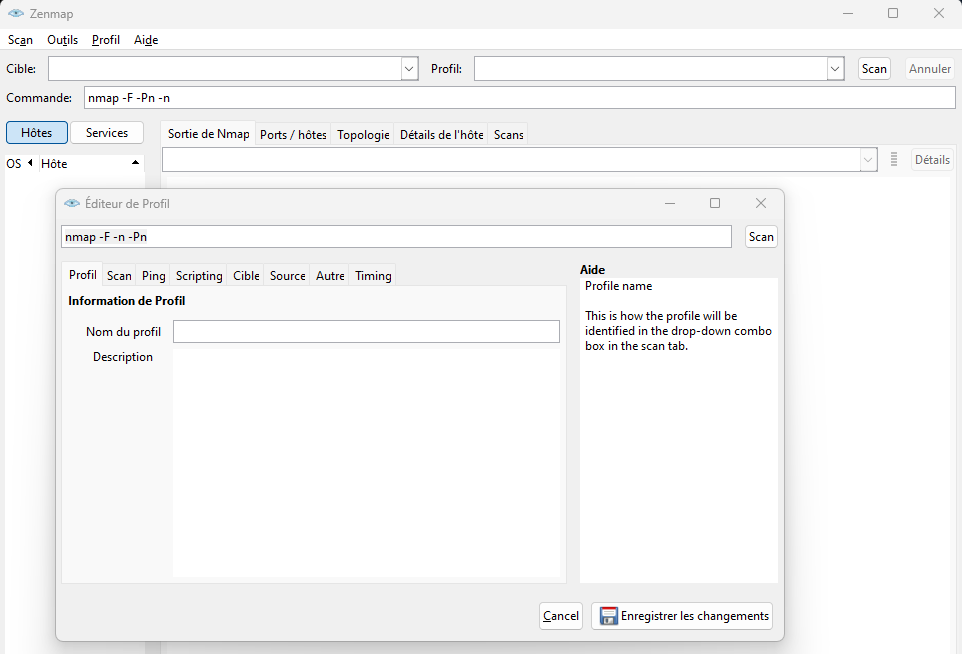 Zenmap
Scan Outils Profil Aide
Cible: Profil: Scan Annuler
Commande: nmap -F -Pn -n
Hôtes Services Sortie de Nmap Ports / hôtes Topologie Détails de l'hôte Scans
OS Hôte Détails
Éditeur de Profil
nmap -F -n -Pn Scan
Profil Scan Ping Scripting Cible Source Autre Timing
Information de Profil
Nom du profil
Description
Aide
Profile name
This is how the profile will be
identified in the drop-down combo
box in the scan tab.
Cancel Enregistrer les changements